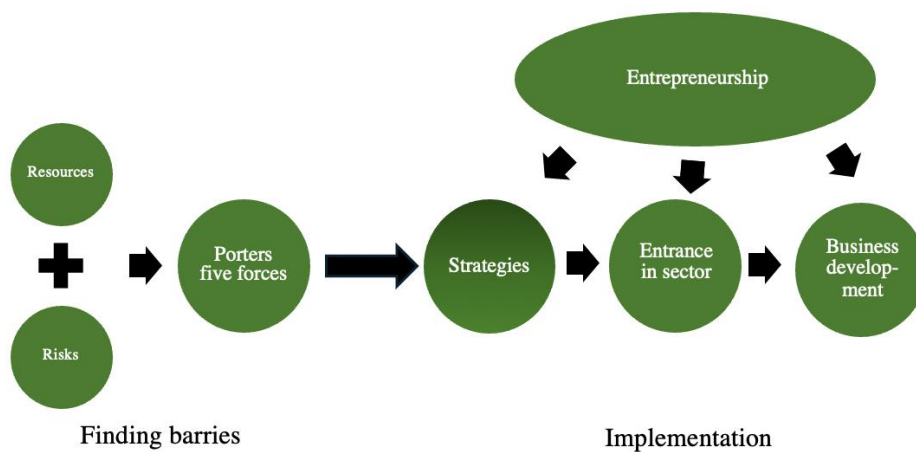 Entrepreneurship
Resources
Risks
Porters
five forces
Strategies
Entrance
in sector
Business
develop-
ment
Finding barries
Implementation